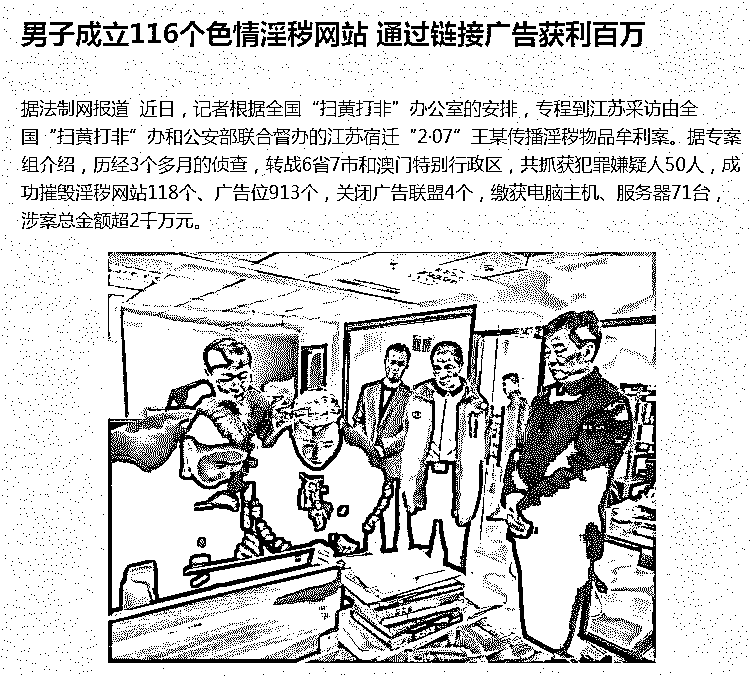 男子成立116个色情淫秽网站 通过链接广告获利百万
据法制网报道 近日，记者根据全国“扫黄打非”办公室的安排，专程到江苏采访由全
国“扫黄打非”办和公安部联合督办的江苏宿迁“2·07”王某传播淫秽物品牟利案。据专案
组介绍，历经3个多月的侦查，转战6省7市和澳门特别行政区，共抓获犯罪嫌疑人50人，成
功摧毁淫秽网站118个、广告位913个，关闭广告联盟4个，缴获电脑主机、服务器71台，
涉案总金额超2千万元。